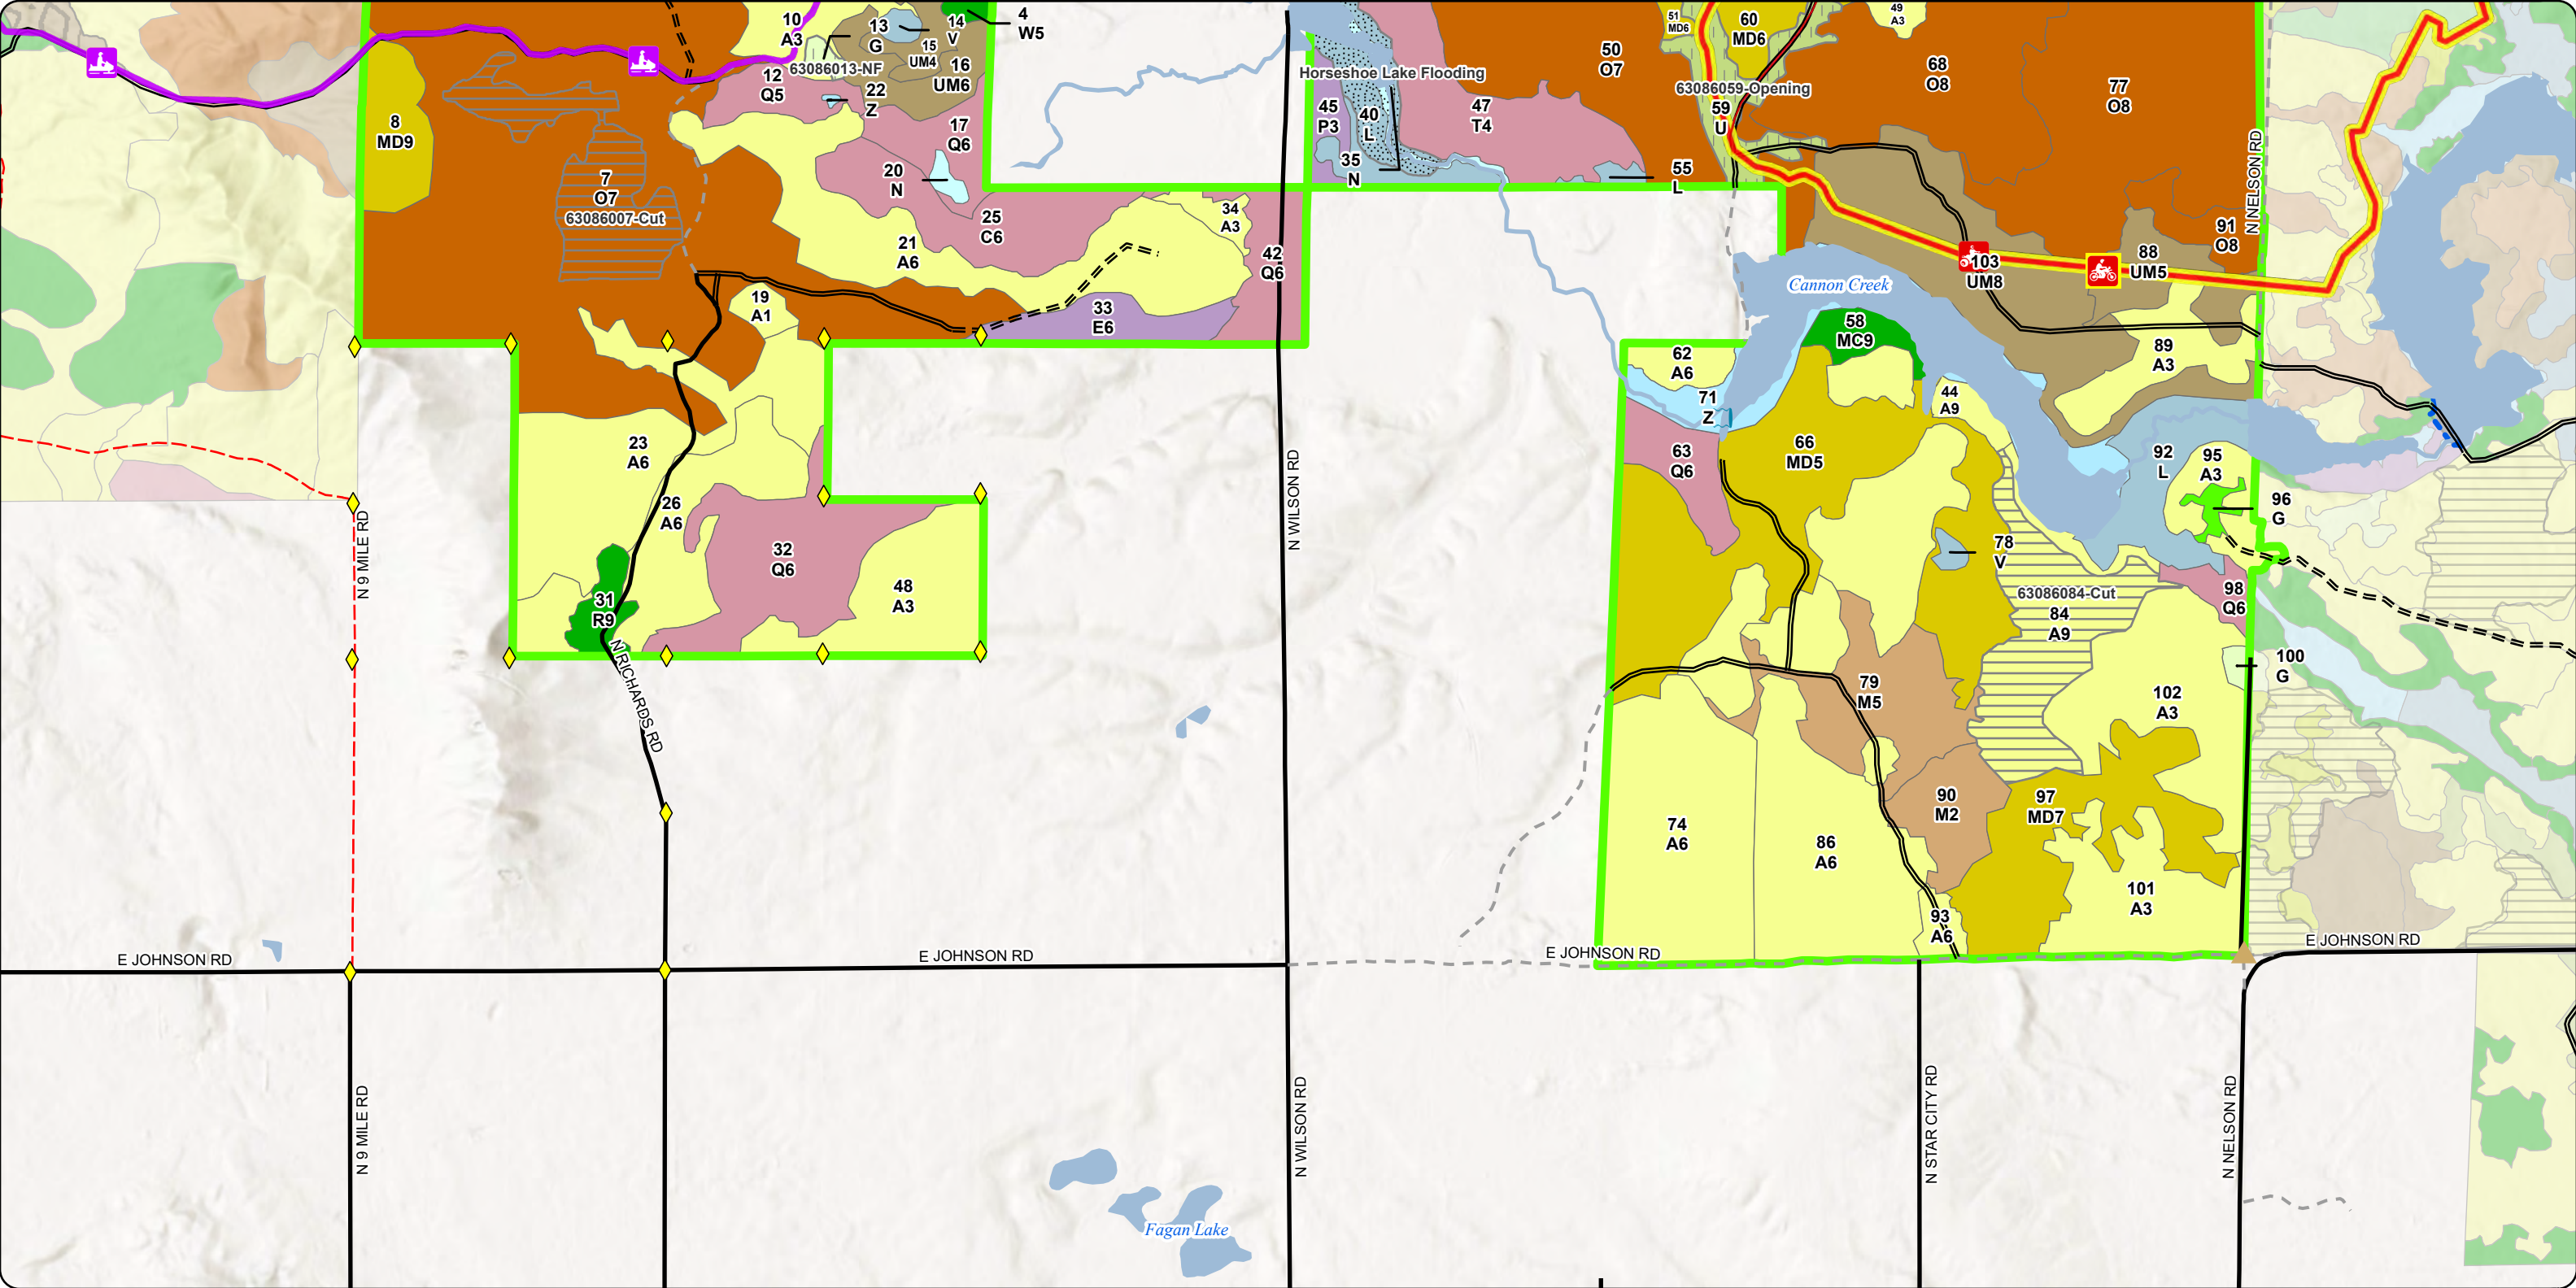 10
A3
13
G
14
V
4
W5
15
UM4
16
UM6
63086013-NF
12
Q5
22
Z
17
Q6
8
MD9
7
O7
63086007-Cut
20
N
25
C6
21
A6
34
A3
42
Q6
19
A1
33
E6
23
A6
26
A6
32
Q6
48
A3
31
R9
N RICHARDS RD
N 9 MILE RD
E JOHNSON RD
E JOHNSON RD
N 9 MILE RD
N WILSON RD
N WILSON RD
Fagan Lake
Horseshoe Lake Flooding
45
P3
40
L
35
N
47
T4
50
O7
55
L
51
MD6
60
MD6
49
A3
63086059-Opening
59
U
68
O8
77
O8
N NELSON RD
91
O8
88
UM5
103
UM8
Cannon Creek
58
MC9
62
A6
71
Z
44
A9
89
A3
63
Q6
66
MD5
92
L
95
A3
96
G
78
V
63086084-Cut
84
A9
98
Q6
100
G
79
M5
102
A3
90
M2
97
MD7
74
A6
86
A6
101
A3
93
A6
E JOHNSON RD
E JOHNSON RD
N STAR CITY RD
N NELSON RD